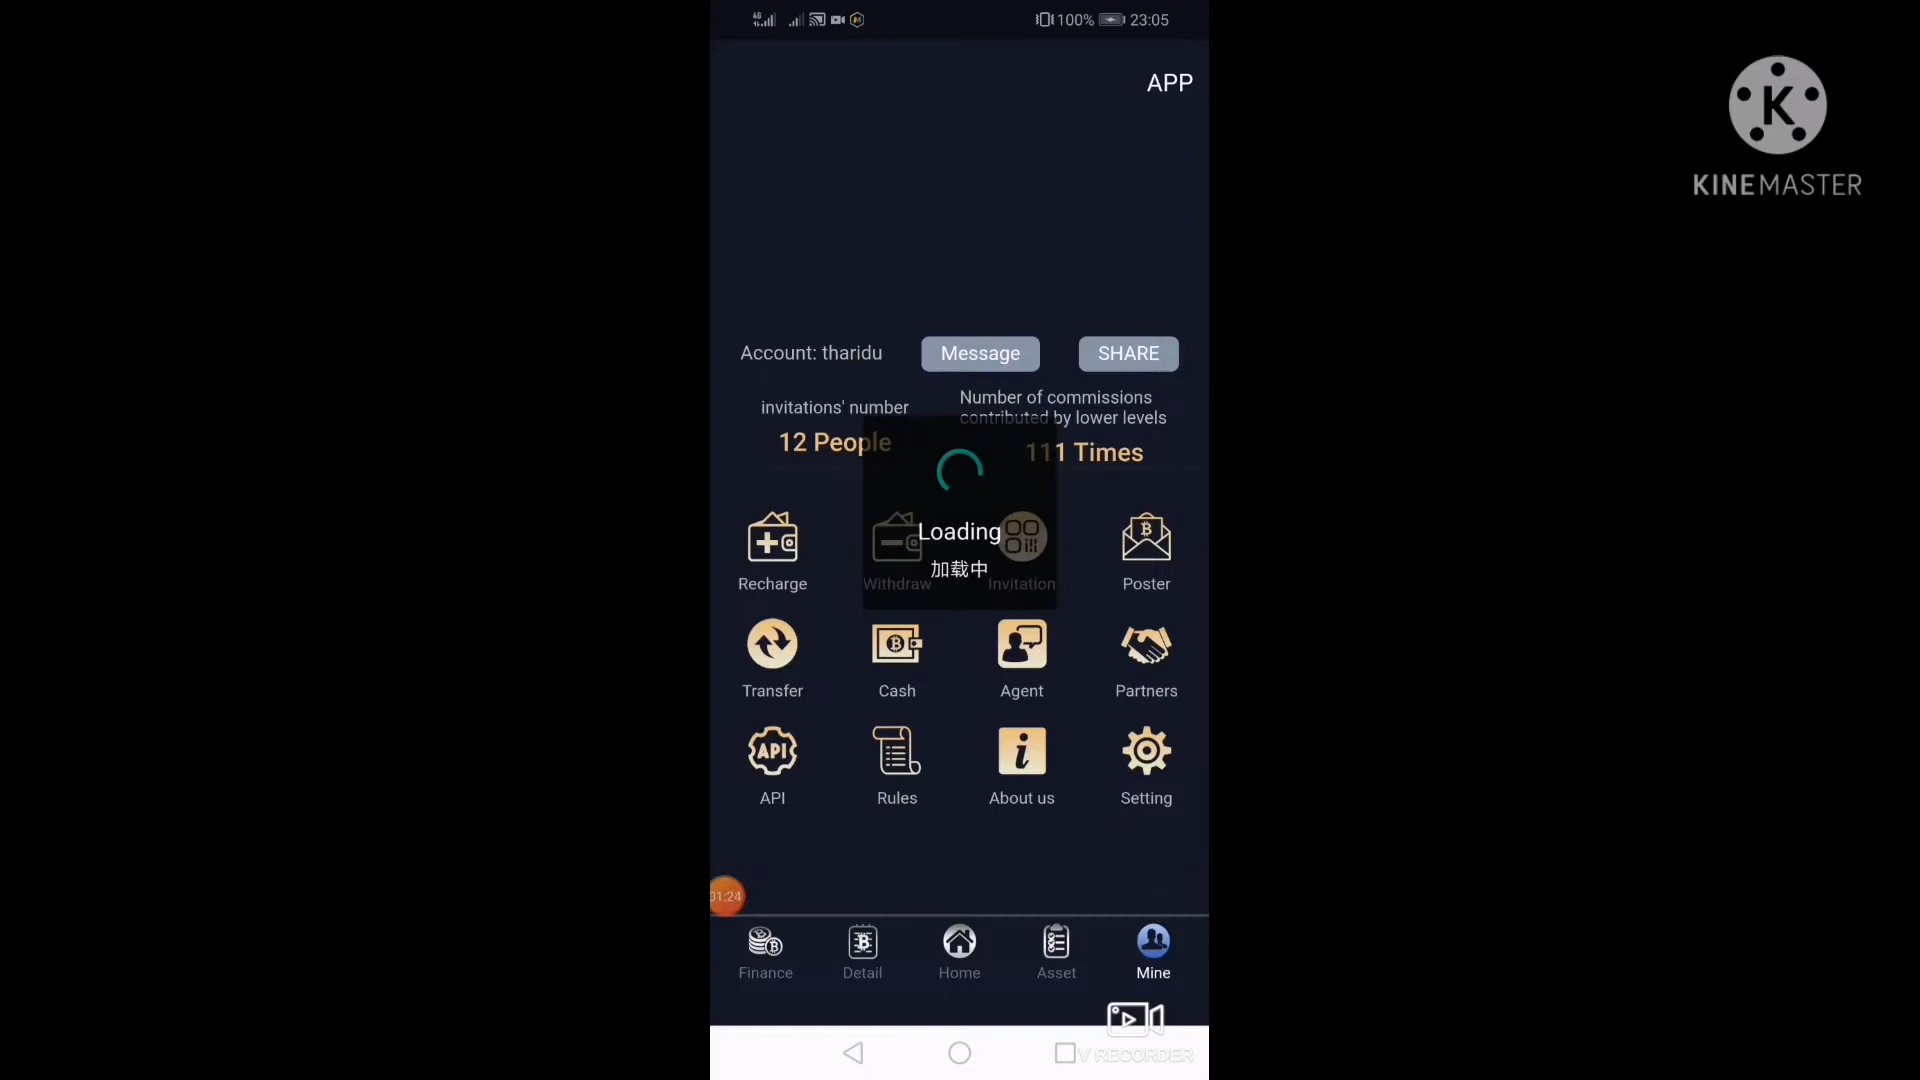 4G
100% 23:05
APP
K
KINEMASTER
Account: tharidu
Message
SHARE
invitations' number
12 People
Number of commissions
contributed by lower levels
111 Times
Loading
加载中
Recharge
Withdraw
Invitation
Poster
Transfer
Cash
Agent
Partners
API
API
Rules
About us
Setting
01:24
Finance
Detail
Home
Asset
Mine
V RECORDER